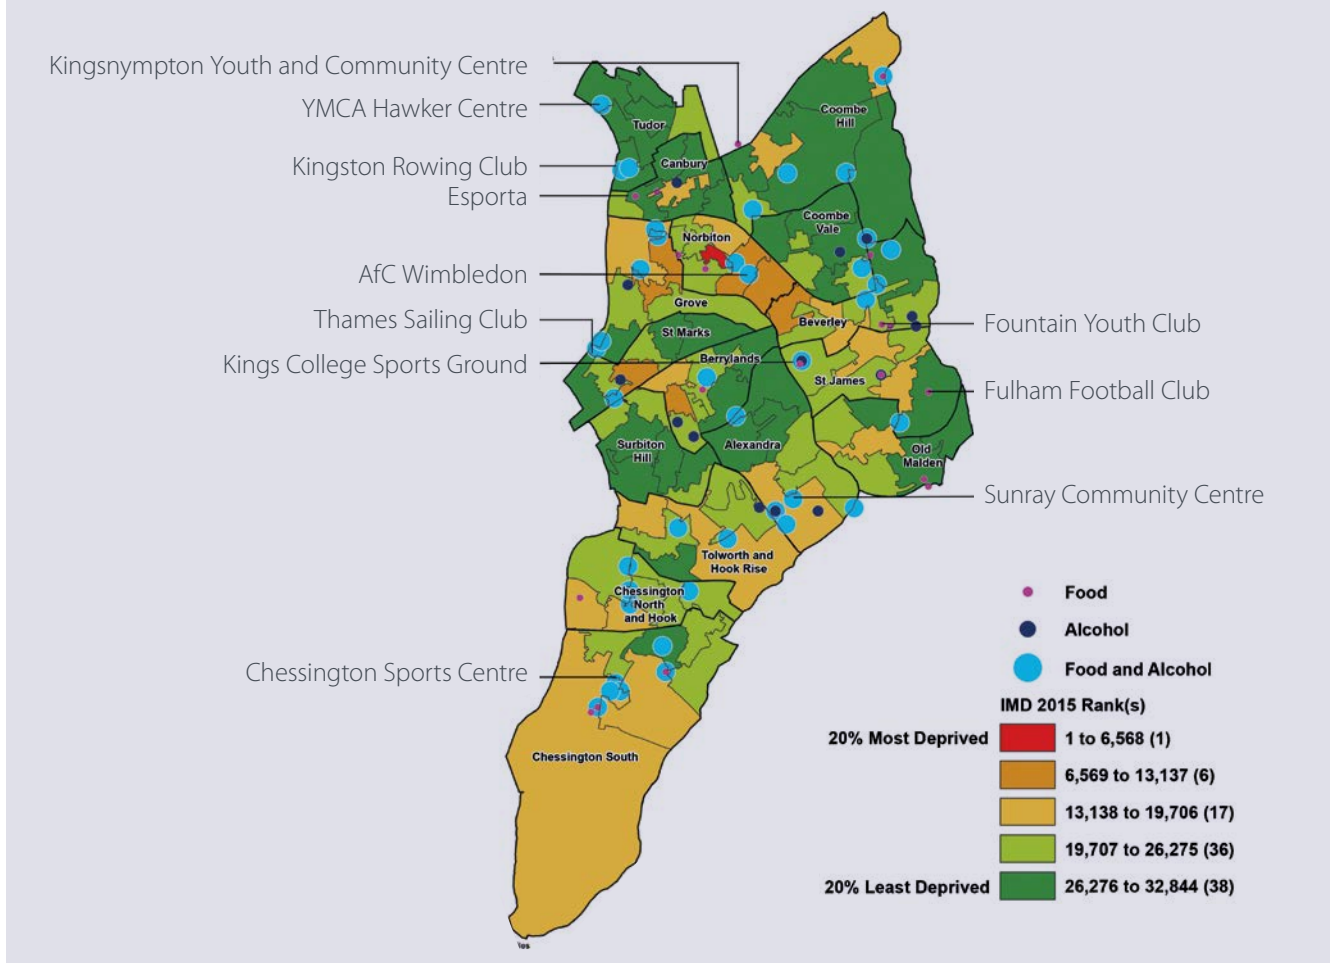 Kingsnympton Youth and Community Centre
YMCA Hawker Centre
Kingston Rowing Club
Esporta
AfC Wimbledon
Thames Sailing Club
Kings College Sports Ground
Chessington Sports Centre
Fountain Youth Club
Fulham Football Club
Sunray Community Centre
Tudor
Canbury
Coombe
Hill
Coombe
Vale
Norbiton
Grove
St Marks
Beverley
Berrylands
St James
Surbiton
Hill
Alexandra
Old
Malden
Tolworth and
Hook Rise
Chessington
North
and Hook
Chessington South
Food
Alcohol
Food and Alcohol
IMD 2015 Rank(s)
20% Most Deprived
1 to 6,568 (1)
6,569 to 13,137 (6)
13,138 to 19,706 (17)
19,707 to 26,275 (36)
20% Least Deprived
26,276 to 32,844 (38)